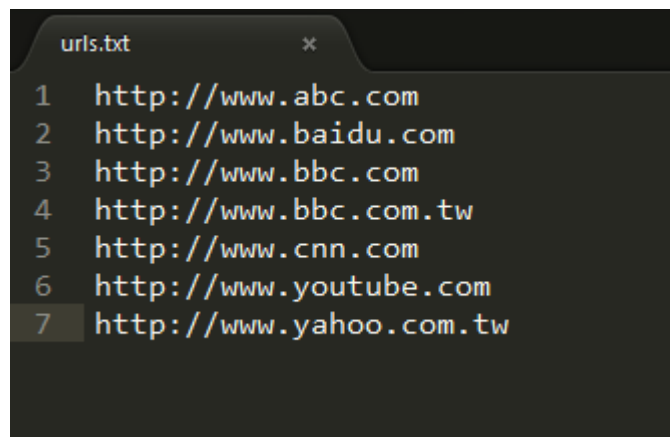 urls.txt ×
1 http://www.abc.com
2 http://www.baidu.com
3 http://www.bbc.com
4 http://www.bbc.com.tw
5 http://www.cnn.com
6 http://www.youtube.com
7 http://www.yahoo.com.tw